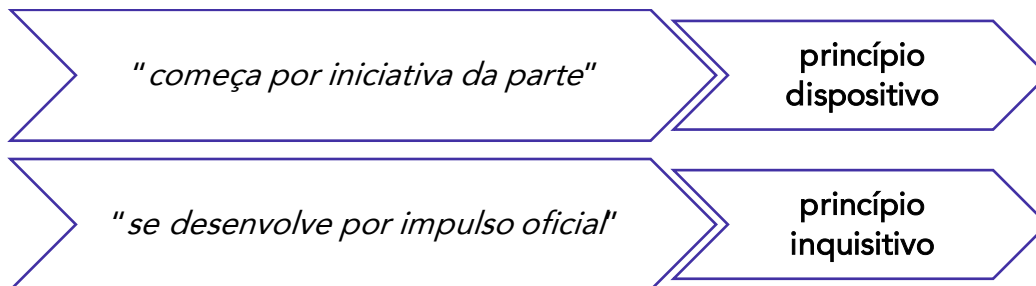 "começa por iniciativa da parte"
princípio
dispositivo
"se desenvolve por impulso oficial"
princípio
inquisitivo